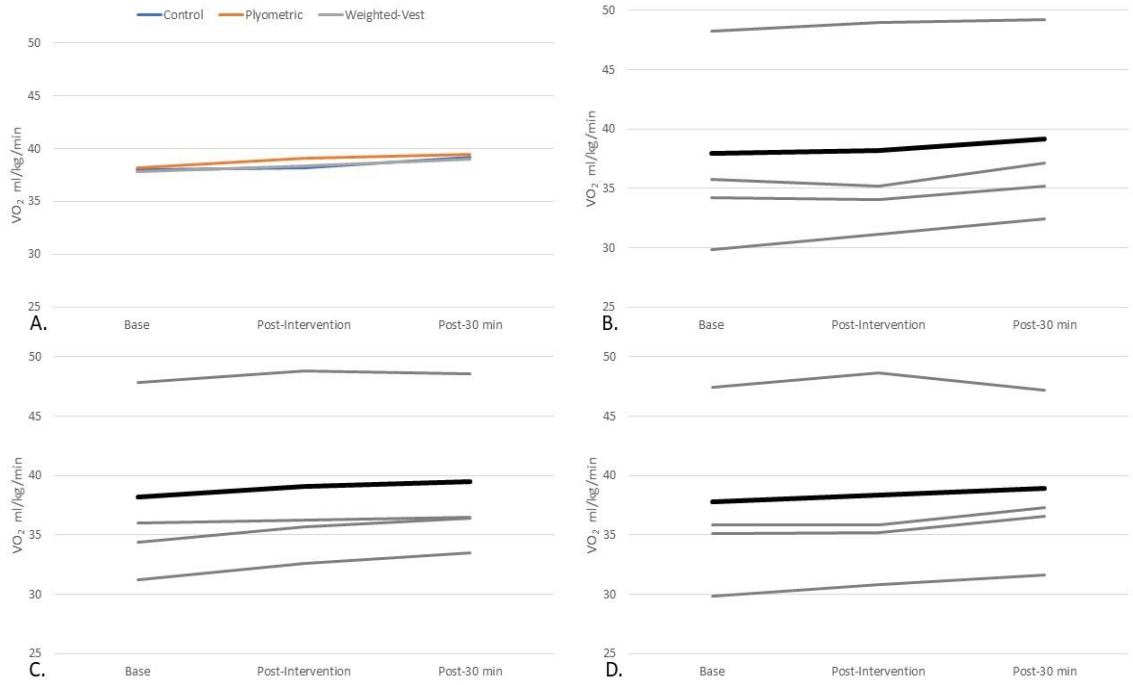 Control Plyometric Weighted-Vest
50
45
40
35
30
25
VO₂ ml/kg/min
Base Post-Intervention Post-30 min
A.
50
45
40
35
30
25
VO₂ ml/kg/min
Base Post-Intervention Post-30 min
B.
50
45
40
35
30
25
VO₂ ml/kg/min
Base Post-Intervention Post-30 min
C.
50
45
40
35
30
25
VO₂ ml/kg/min
Base Post-Intervention Post-30 min
D.